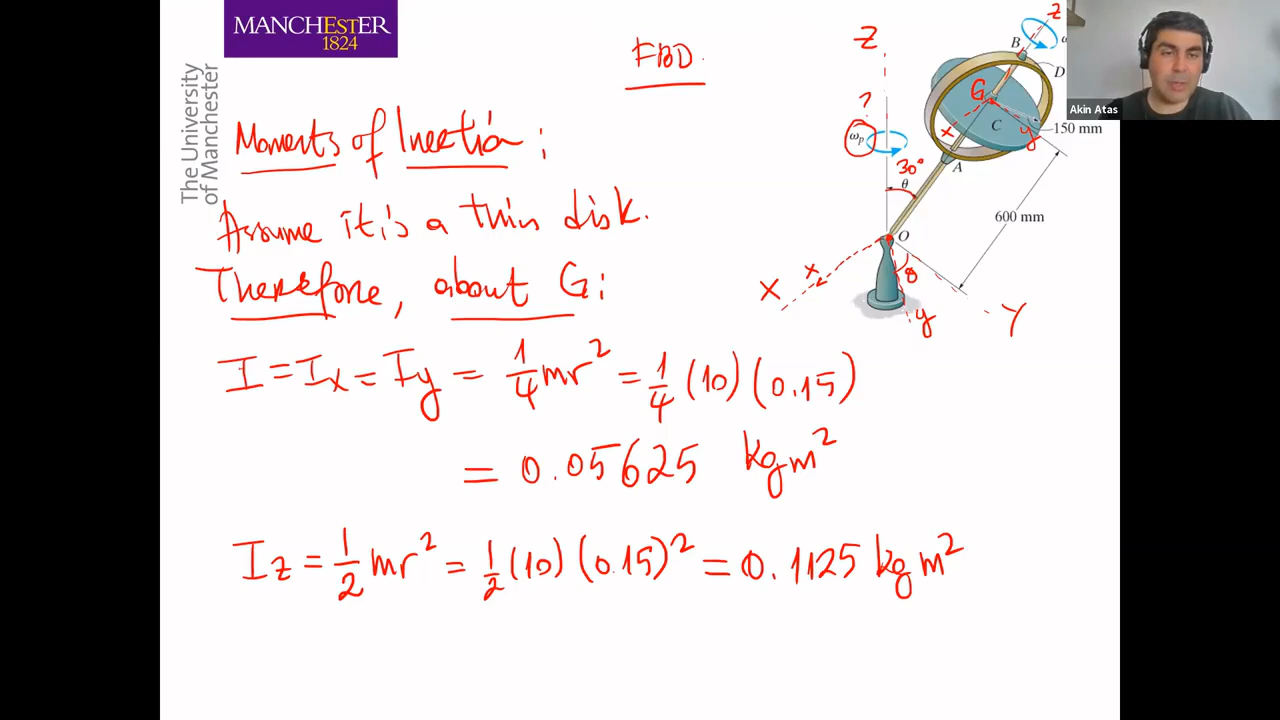 MANCHESTER
1824
The University
of Manchester
FBD.
Moments of Inertia :
Assume it is a thin disk.
Therefore, about G:
I = Ix = Iy = 1/4 mr² = 1/4 (10) (0.15)
= 0.05625 kgm²
Iz = 1/2 mr² = 1/2 (10) (0.15)² = 0.1125 kgm²
Z
z
B
ω
D
G
?
x
C
y
150 mm
ωp
30°
A
θ
600 mm
O
X
x
θ
y
Y
Akin Atas